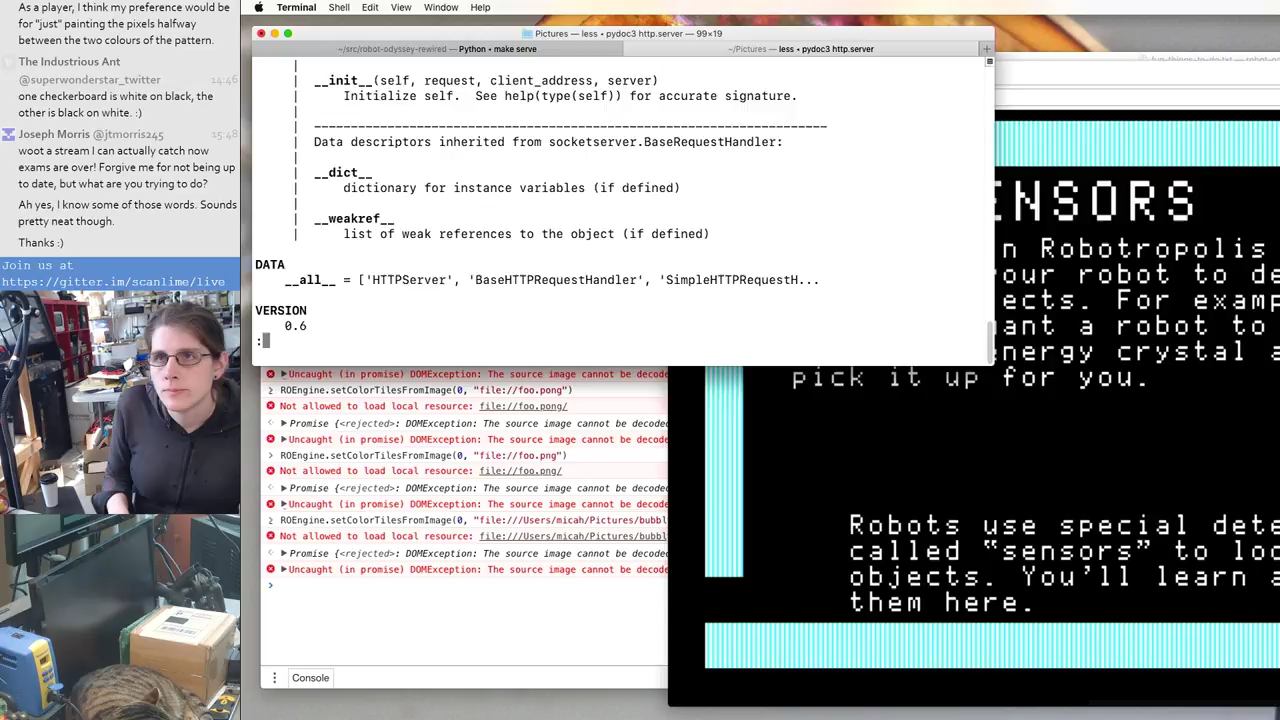 As a player, I think my preference would be
for "just" painting the pixels halfway
between the two colours of the pattern.
The Industrious Ant
@superwonderstar_twitter 14:46
one checkerboard is white on black, the
other is black on white. :)
Joseph Morris @jtmorris245 15:48
Woo! A stream I can actually catch now
exams are over! Forgive me for not being up
to date, but what are you trying to do?
Ah yes, I know some of those words. Sounds
pretty neat though.
Thanks :)
Join us at
https://gitter.im/scanlime/live
Terminal Shell Edit View Window Help
Pictures — less ‹ pydoc3 http.server — 99×19
~/src/robot-odyssey-rewired — Python • make serve
~/Pictures — less ‹ pydoc3 http.server
+
|
| __init__(self, request, client_address, server)
| Initialize self. See help(type(self)) for accurate signature.
|
| ----------------------------------------------------------------------
| Data descriptors inherited from socketserver.BaseRequestHandler:
|
| __dict__
| dictionary for instance variables (if defined)
|
| __weakref__
| list of weak references to the object (if defined)
DATA
__all__ = ['HTTPServer', 'BaseHTTPRequestHandler', 'SimpleHTTPRequestH...
VERSION
0.6
:
Uncaught (in promise) DOMException: The source image cannot be decode
ROEngine.setColorTilesFromImage(0, "file://foo.pong")
Not allowed to load local resource: file://foo.pong/
Promise {<rejected>: DOMException: The source image cannot be decoded
Uncaught (in promise) DOMException: The source image cannot be decode
ROEngine.setColorTilesFromImage(0, "file://foo.png")
Not allowed to load local resource: file://foo.png/
Promise {<rejected>: DOMException: The source image cannot be decoded
Uncaught (in promise) DOMException: The source image cannot be decode
ROEngine.setColorTilesFromImage(0, "file:///Users/micah/Pictures/bubbl
Not allowed to load local resource: file:///Users/micah/Pictures/bubbl
Promise {<rejected>: DOMException: The source image cannot be decoded
Uncaught (in promise) DOMException: The source image cannot be decode
Console
ENSORS
n Robotropolis
our robot to de
jects. For examp
ant a robot to
energy crystal a
pick it up for you.
Robots use special dete
called "sensors" to loc
objects. You'll learn a
them here.